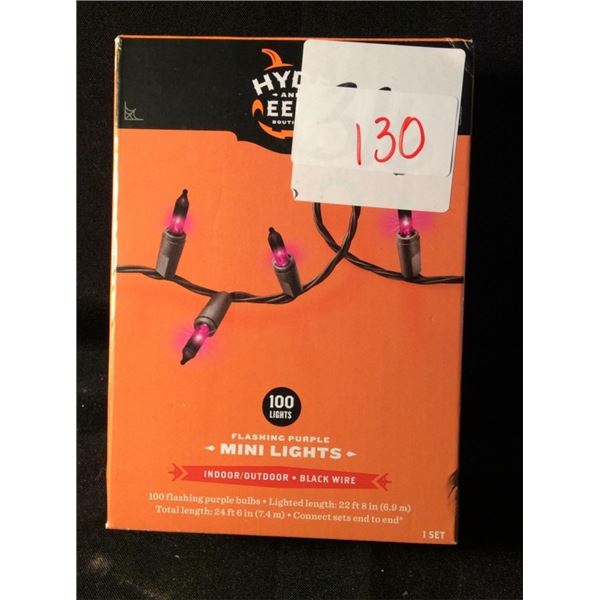 HYDE
AND
EE
BOUTI
130
100
LIGHTS
FLASHING PURPLE
MINI LIGHTS
INDOOR/OUTDOOR • BLACK WIRE
100 flashing purple bulbs • Lighted length: 22 ft 8 in (6.9 m)
Total length: 24 ft 6 in (7.4 m) • Connect sets end to end*
1 SET